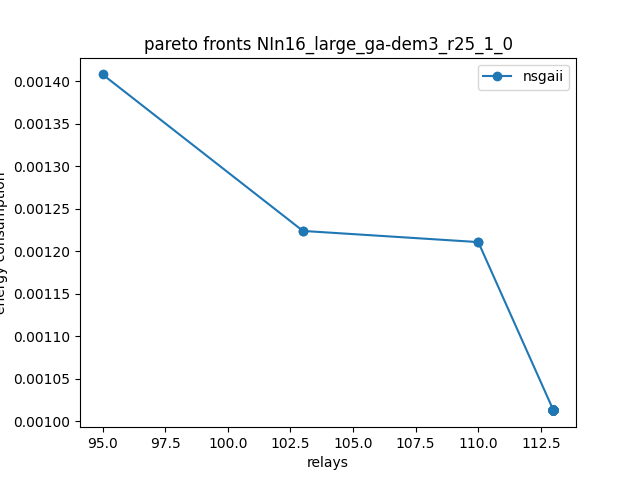 pareto fronts NIn16_large_ga-dem3_r25_1_0
nsgaii
0.00140
0.00135
0.00130
0.00125
0.00120
0.00115
0.00110
0.00105
0.00100
energy consumption
95.0 97.5 100.0 102.5 105.0 107.5 110.0 112.5
relays